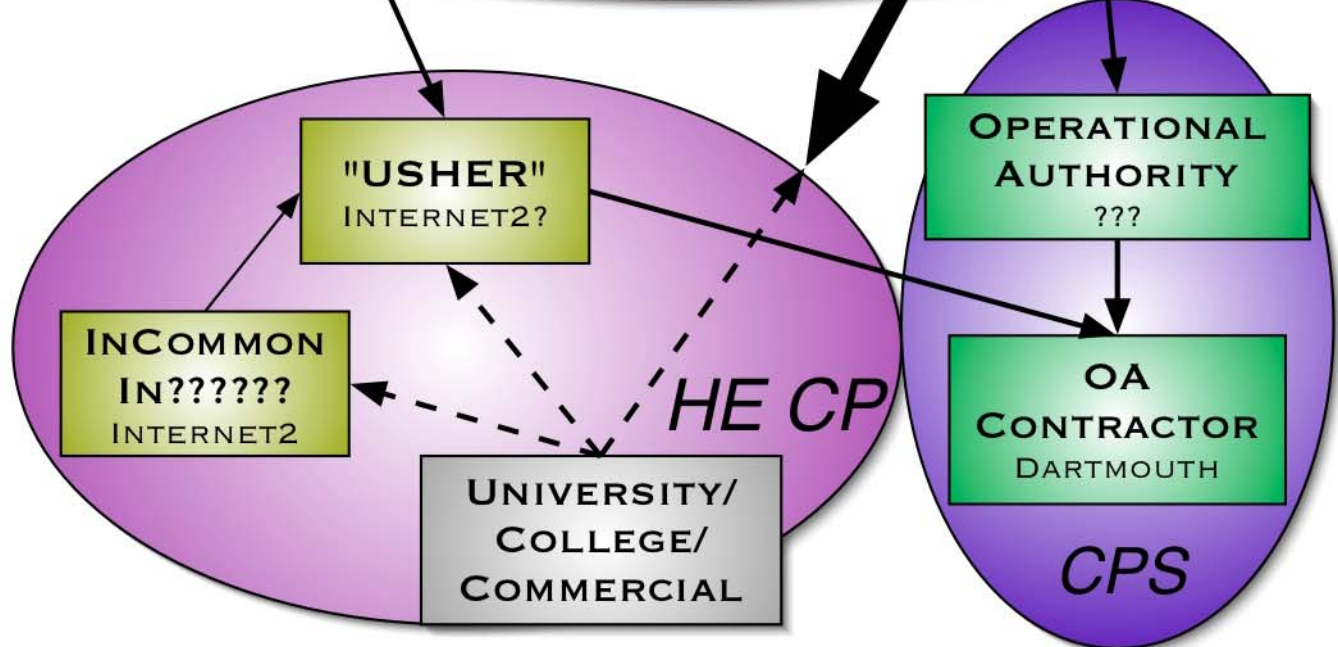 "USHER"
INTERNET2?
INCOMMON
IN??????
INTERNET2
HE CP
UNIVERSITY/
COLLEGE/
COMMERCIAL
OPERATIONAL
AUTHORITY
???
OA
CONTRACTOR
DARTMOUTH
CPS